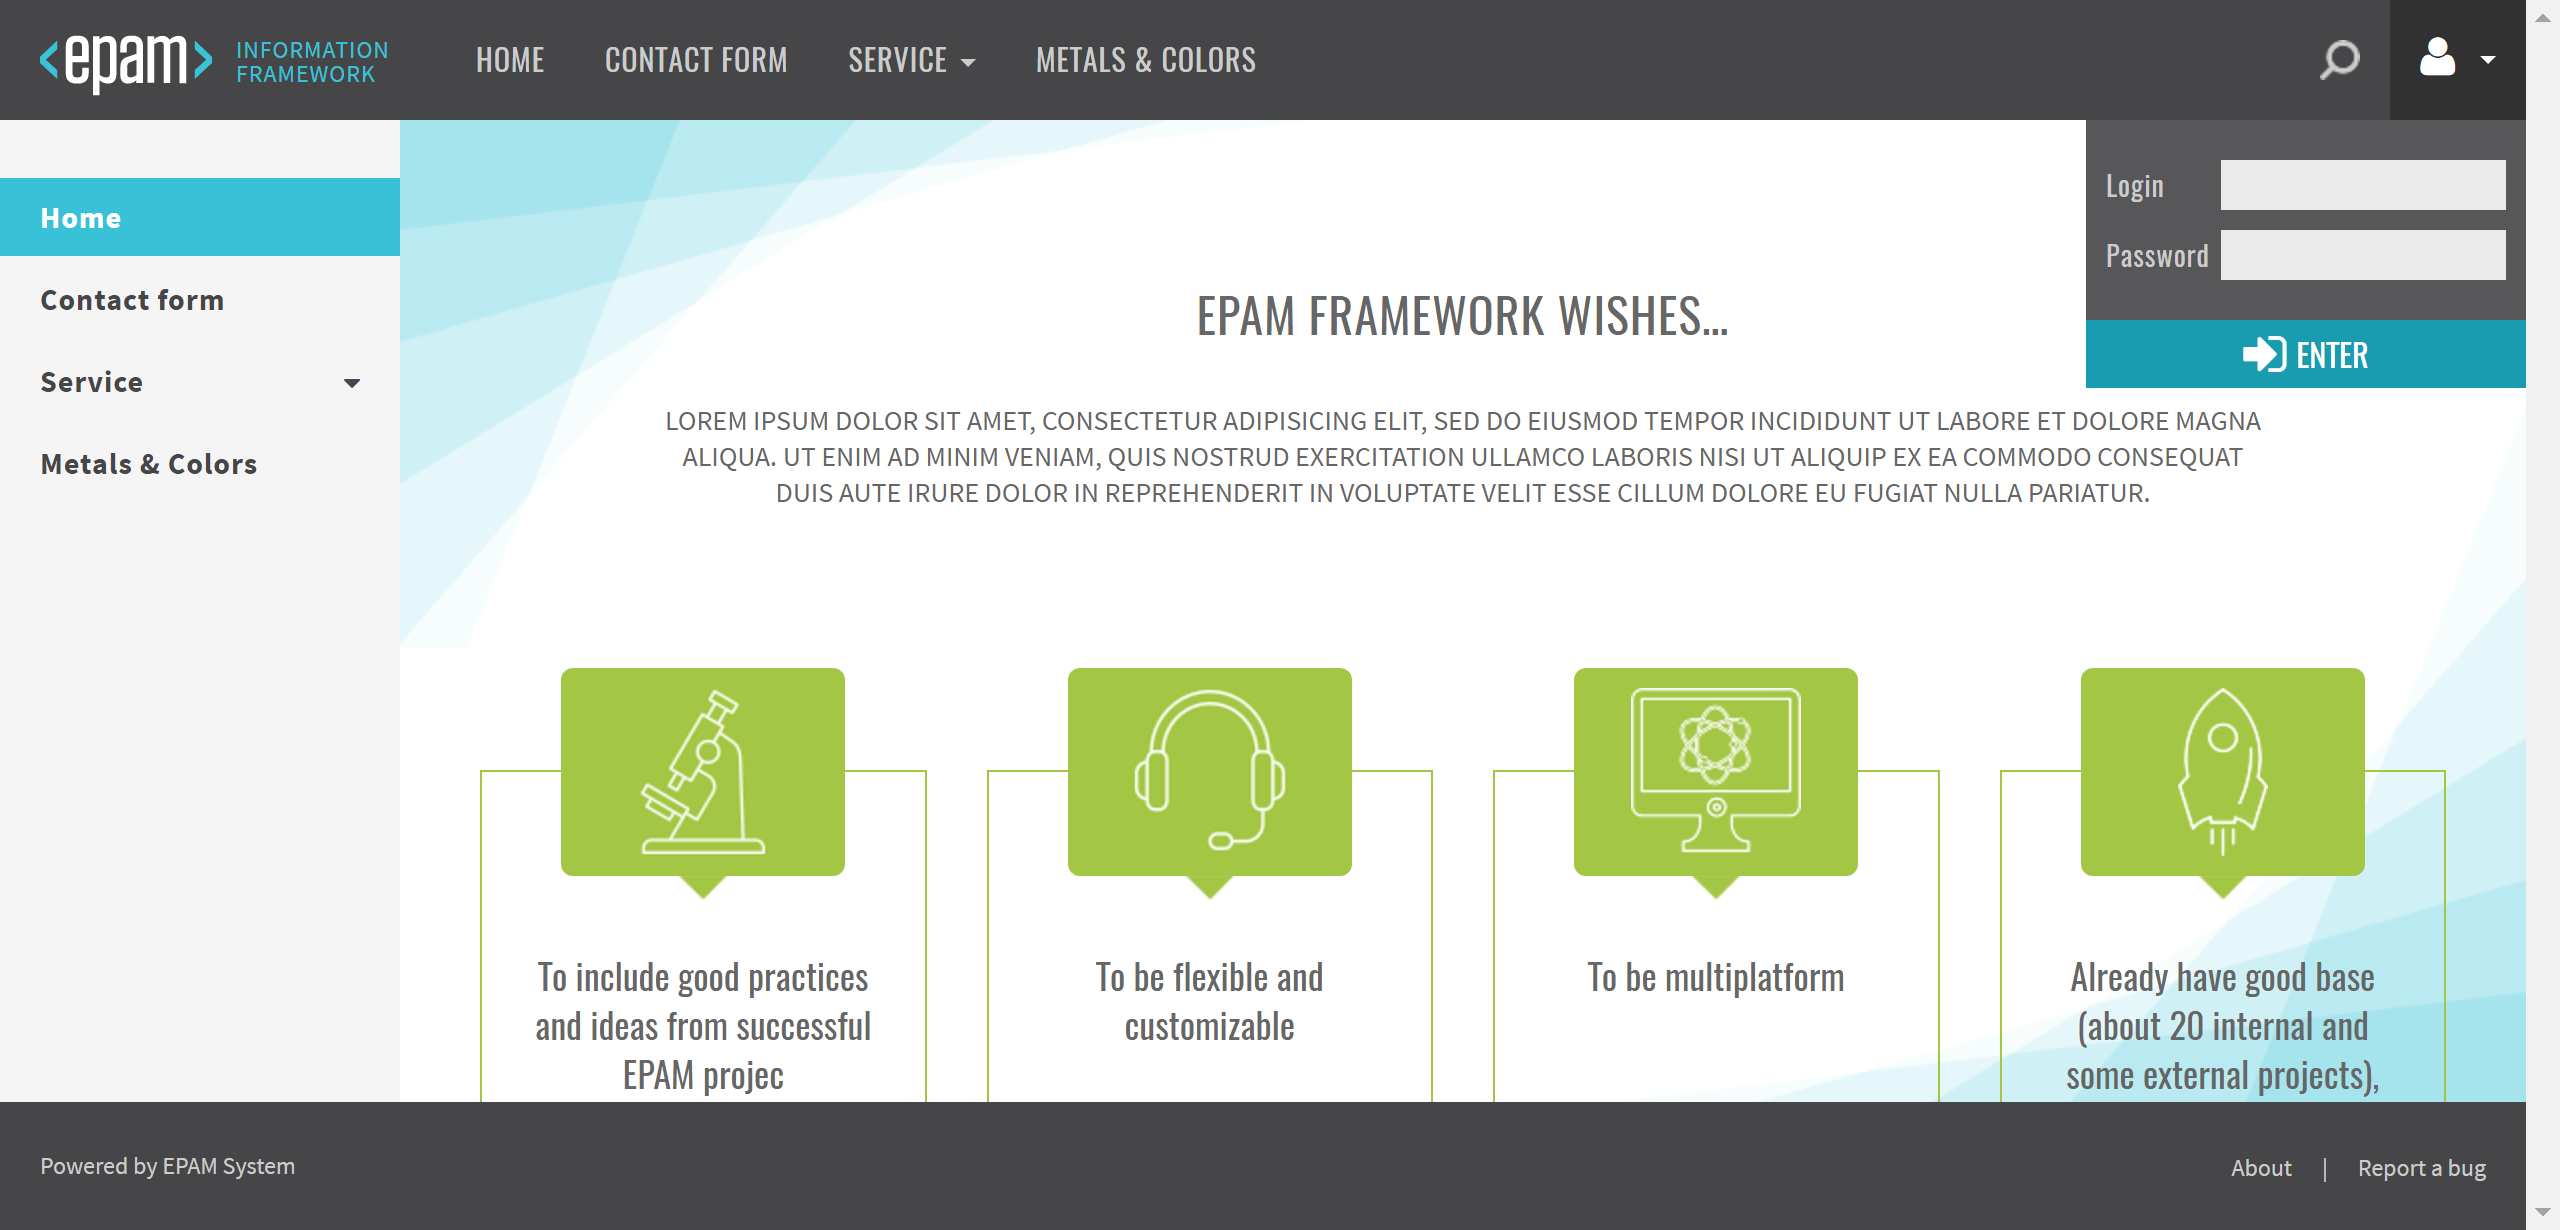 <epam> INFORMATION
FRAMEWORK
HOME CONTACT FORM SERVICE METALS & COLORS
Login
Password
ENTER
Home
Contact form
Service
Metals & Colors
EPAM FRAMEWORK WISHES...
LOREM IPSUM DOLOR SIT AMET, CONSECTETUR ADIPISICING ELIT, SED DO EIUSMOD TEMPOR INCIDIDUNT UT LABORE ET DOLORE MAGNA
ALIQUA. UT ENIM AD MINIM VENIAM, QUIS NOSTRUD EXERCITATION ULLAMCO LABORIS NISI UT ALIQUIP EX EA COMMODO CONSEQUAT
DUIS AUTE IRURE DOLOR IN REPREHENDERIT IN VOLUPTATE VELIT ESSE CILLUM DOLORE EU FUGIAT NULLA PARIATUR.
To include good practices
and ideas from successful
EPAM projec
To be flexible and
customizable
To be multiplatform
Already have good base
(about 20 internal and
some external projects),
Powered by EPAM System
About | Report a bug